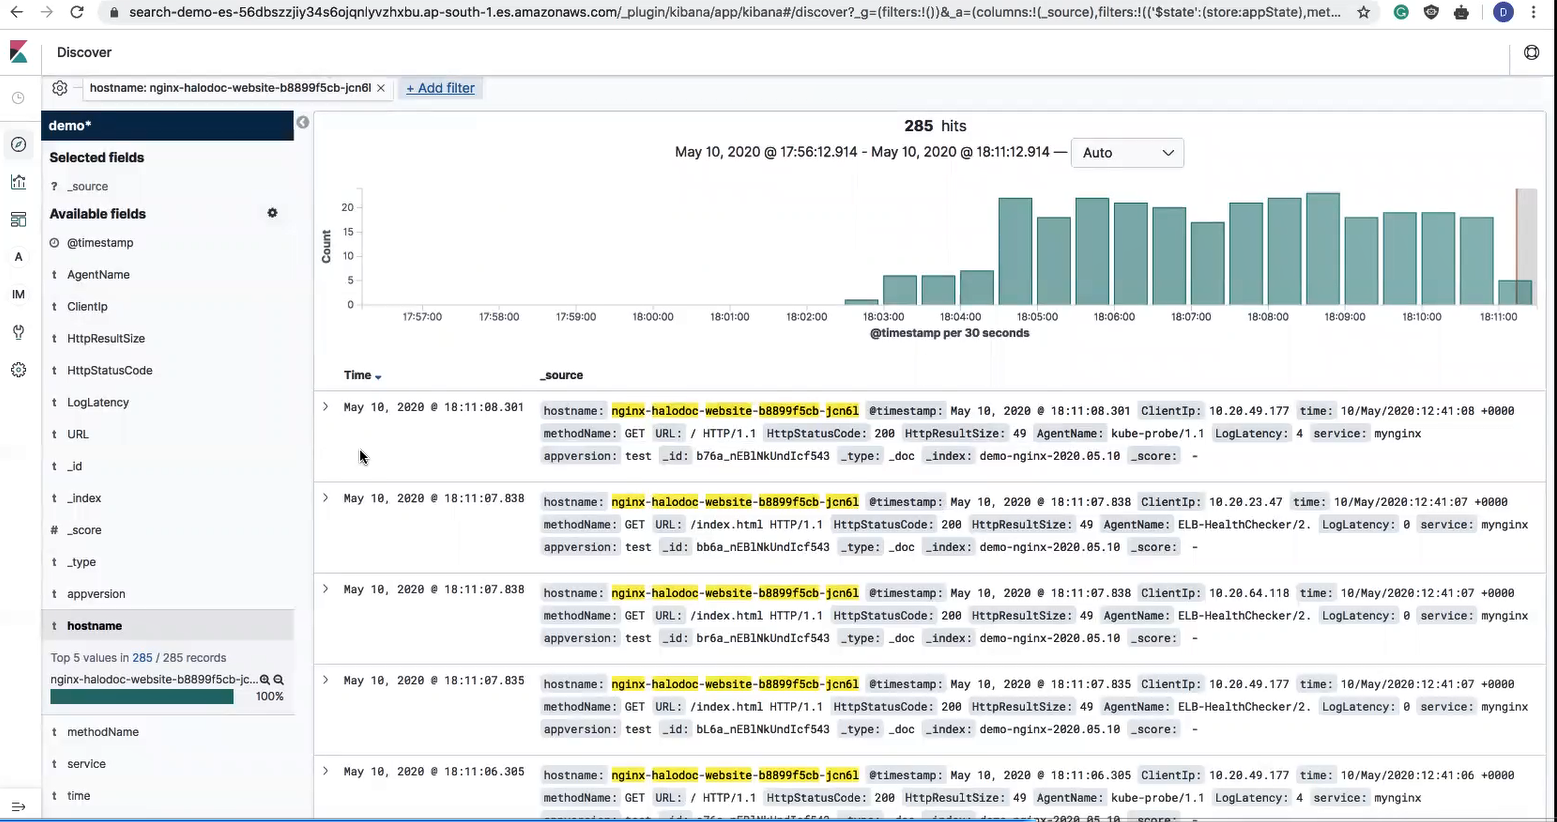 search-demo-es-56dbszzjiy34s6ojqnlyvzhxbu.ap-south-1.es.amazonaws.com/_plugin/kibana/app/kibana#/discover?_g=(filters:!())&_a=(columns:!(_source),filters:!(('$state':(store:appState),met...
D
Discover
hostname: nginx-halodoc-website-b8899f5cb-jcn6l ×
+ Add filter
demo*
Selected fields
? _source
Available fields
@timestamp
t AgentName
t ClientIp
t HttpResultSize
t HttpStatusCode
t LogLatency
t URL
t _id
t _index
# _score
t _type
t appversion
t hostname
Top 5 values in 285 / 285 records
nginx-halodoc-website-b8899f5cb-jc...
100%
t methodName
t service
t time
A
IM
285 hits
May 10, 2020 @ 17:56:12.914 - May 10, 2020 @ 18:11:12.914 — Auto
Count
20
15
10
5
0
17:57:00 17:58:00 17:59:00 18:00:00 18:01:00 18:02:00 18:03:00 18:04:00 18:05:00 18:06:00 18:07:00 18:08:00 18:09:00 18:10:00 18:11:00
@timestamp per 30 seconds
Time _source
May 10, 2020 @ 18:11:08.301 hostname: nginx-halodoc-website-b8899f5cb-jcn6l @timestamp: May 10, 2020 @ 18:11:08.301 ClientIp: 10.20.49.177 time: 10/May/2020:12:41:08 +0000
methodName: GET URL: / HTTP/1.1 HttpStatusCode: 200 HttpResultSize: 49 AgentName: kube-probe/1.1 LogLatency: 4 service: mynginx
appversion: test _id: b76a_nEBlNkUndIcf543 _type: _doc _index: demo-nginx-2020.05.10 _score: -
May 10, 2020 @ 18:11:07.838 hostname: nginx-halodoc-website-b8899f5cb-jcn6l @timestamp: May 10, 2020 @ 18:11:07.838 ClientIp: 10.20.23.47 time: 10/May/2020:12:41:07 +0000
methodName: GET URL: /index.html HTTP/1.1 HttpStatusCode: 200 HttpResultSize: 49 AgentName: ELB-HealthChecker/2. LogLatency: 0 service: mynginx
appversion: test _id: bb6a_nEBlNkUndIcf543 _type: _doc _index: demo-nginx-2020.05.10 _score: -
May 10, 2020 @ 18:11:07.838 hostname: nginx-halodoc-website-b8899f5cb-jcn6l @timestamp: May 10, 2020 @ 18:11:07.838 ClientIp: 10.20.64.118 time: 10/May/2020:12:41:07 +0000
methodName: GET URL: /index.html HTTP/1.1 HttpStatusCode: 200 HttpResultSize: 49 AgentName: ELB-HealthChecker/2. LogLatency: 0 service: mynginx
appversion: test _id: br6a_nEBlNkUndIcf543 _type: _doc _index: demo-nginx-2020.05.10 _score: -
May 10, 2020 @ 18:11:07.835 hostname: nginx-halodoc-website-b8899f5cb-jcn6l @timestamp: May 10, 2020 @ 18:11:07.835 ClientIp: 10.20.49.177 time: 10/May/2020:12:41:07 +0000
methodName: GET URL: /index.html HTTP/1.1 HttpStatusCode: 200 HttpResultSize: 49 AgentName: ELB-HealthChecker/2. LogLatency: 0 service: mynginx
appversion: test _id: bL6a_nEBlNkUndIcf543 _type: _doc _index: demo-nginx-2020.05.10 _score: -
May 10, 2020 @ 18:11:06.305 hostname: nginx-halodoc-website-b8899f5cb-jcn6l @timestamp: May 10, 2020 @ 18:11:06.305 ClientIp: 10.20.49.177 time: 10/May/2020:12:41:06 +0000
methodName: GET URL: / HTTP/1.1 HttpStatusCode: 200 HttpResultSize: 49 AgentName: kube-probe/1.1 LogLatency: 4 service: mynginx